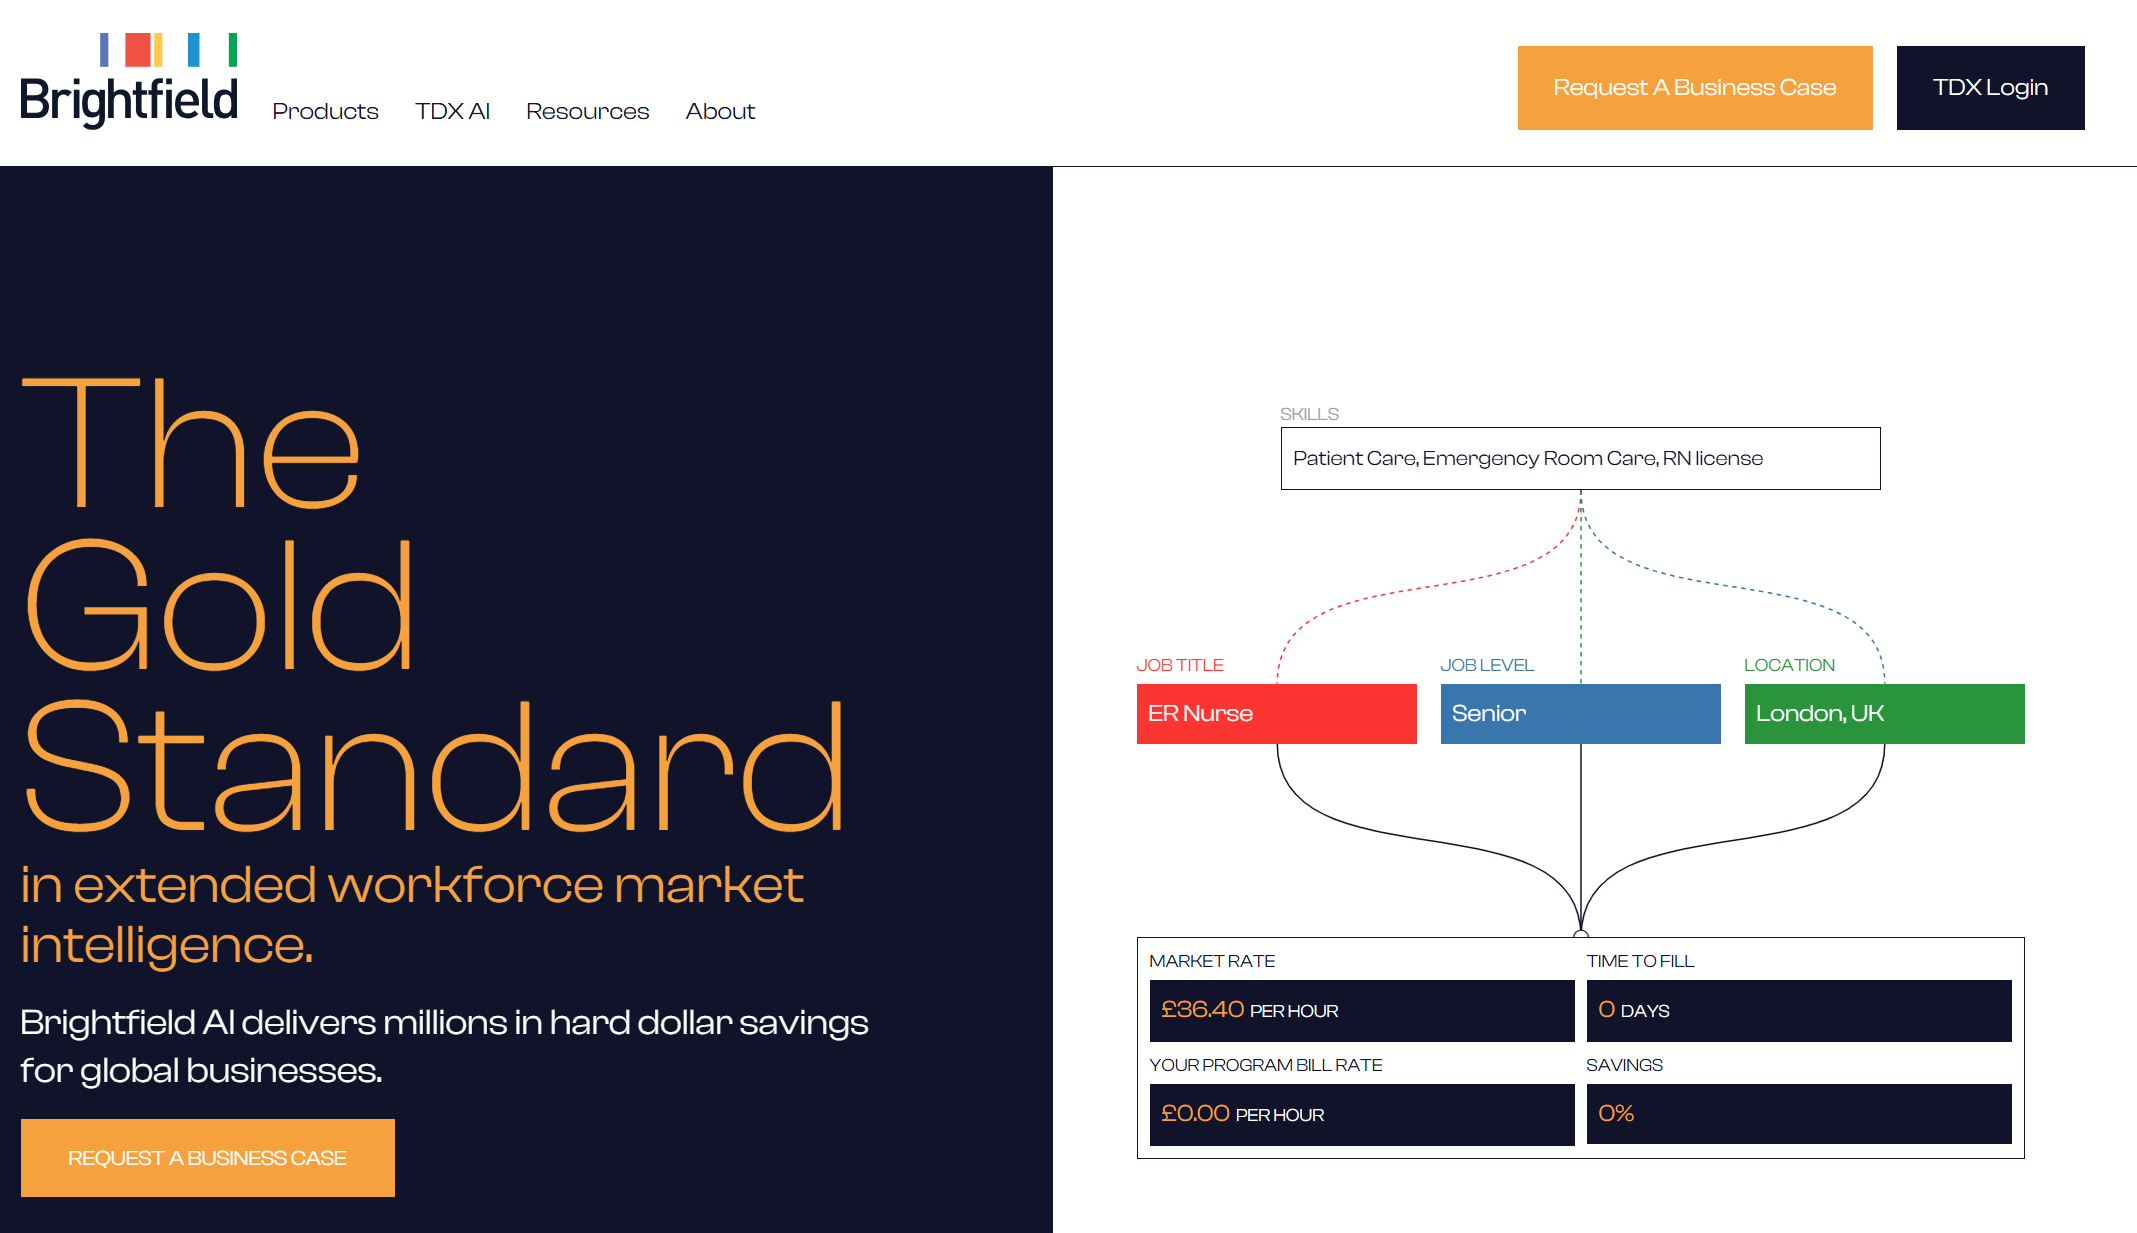 Brightfield
Products TDX AI Resources About
Request A Business Case
TDX Login
The
Gold
Standard
in extended workforce market
intelligence.
Brightfield AI delivers millions in hard dollar savings
for global businesses.
REQUEST A BUSINESS CASE
SKILLS
Patient Care, Emergency Room Care, RN license
JOB TITLE
ER Nurse
JOB LEVEL
Senior
LOCATION
London, UK
MARKET RATE
£36.40 PER HOUR
TIME TO FILL
0 DAYS
YOUR PROGRAM BILL RATE
£0.00 PER HOUR
SAVINGS
0%